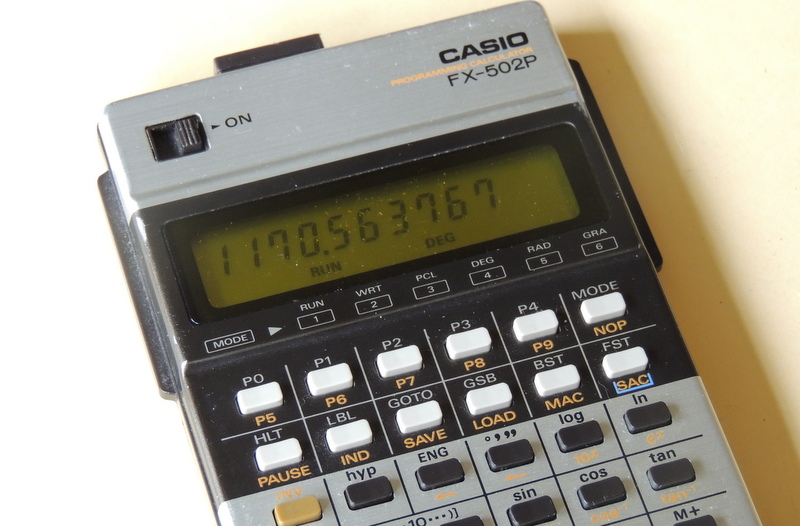 CASIO
PROGRAMMING CALCULATOR
FX-502P
ON
1170.563767
RUN DEG
MODE RUN 1 WRT 2 PCL 3 DEG 4 RAD 5 GRA 6
P0 P1 P2 P3 P4 MODE
P5 P6 P7 P8 P9 NOP
HLT LBL GOTO GSB BST FST
PAUSE IND SAVE LOAD MAC SAC
INV hyp ENG ° ’ ” log ln
sin cos tan
M+